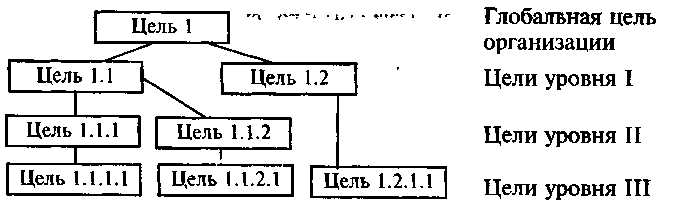 Цель 1
Глобальная цель
организации
Цель 1.1
Цель 1.2
Цели уровня I
Цель 1.1.1
Цель 1.1.2
Цели уровня II
Цель 1.1.1.1
Цель 1.1.2.1
Цель 1.2.1.1
Цели уровня III